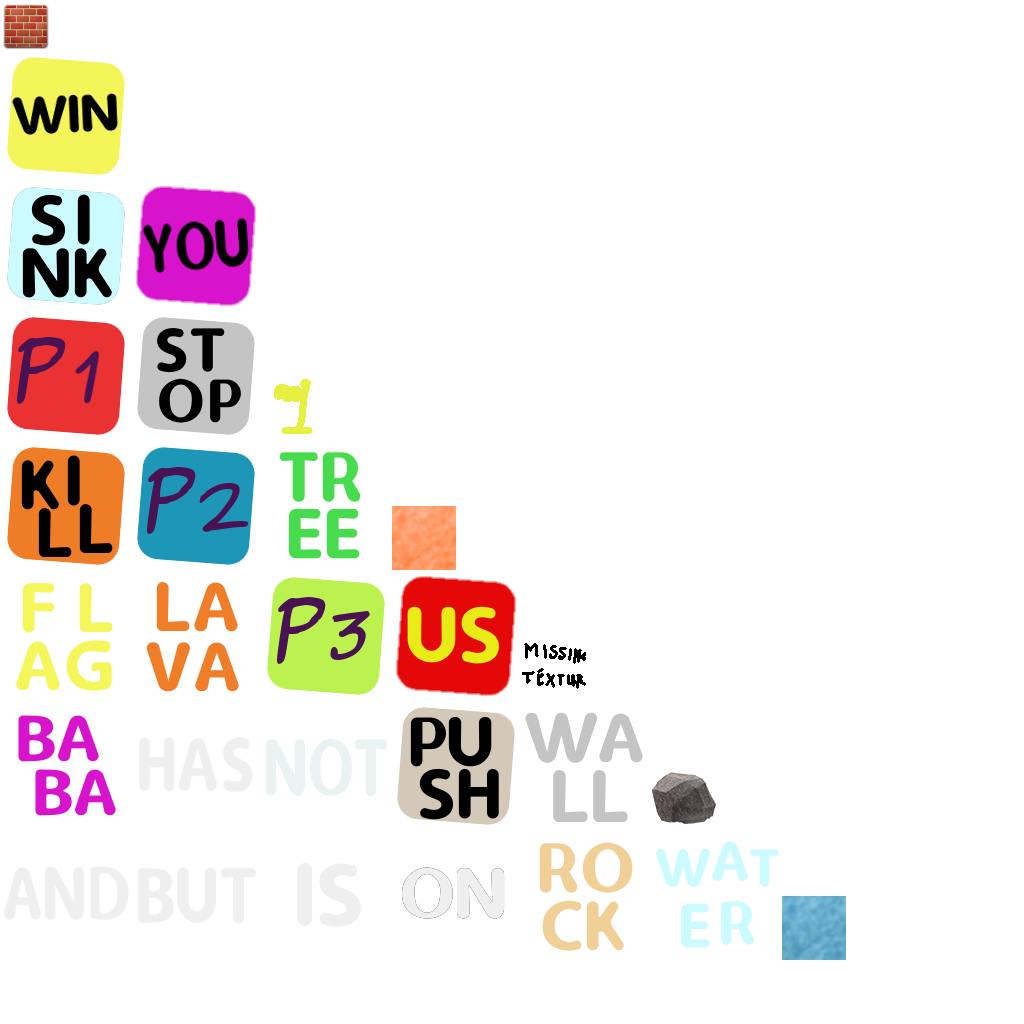 WIN
SI
NK
YOU
P1
ST
OP
KI
LL
P2
TR
EE
FL
AG
LA
VA
P3
US
MISSING
TEXTUR
BA
BA
HAS
NOT
PU
SH
WA
LL
AND
BUT
IS
ON
RO
CK
WAT
ER